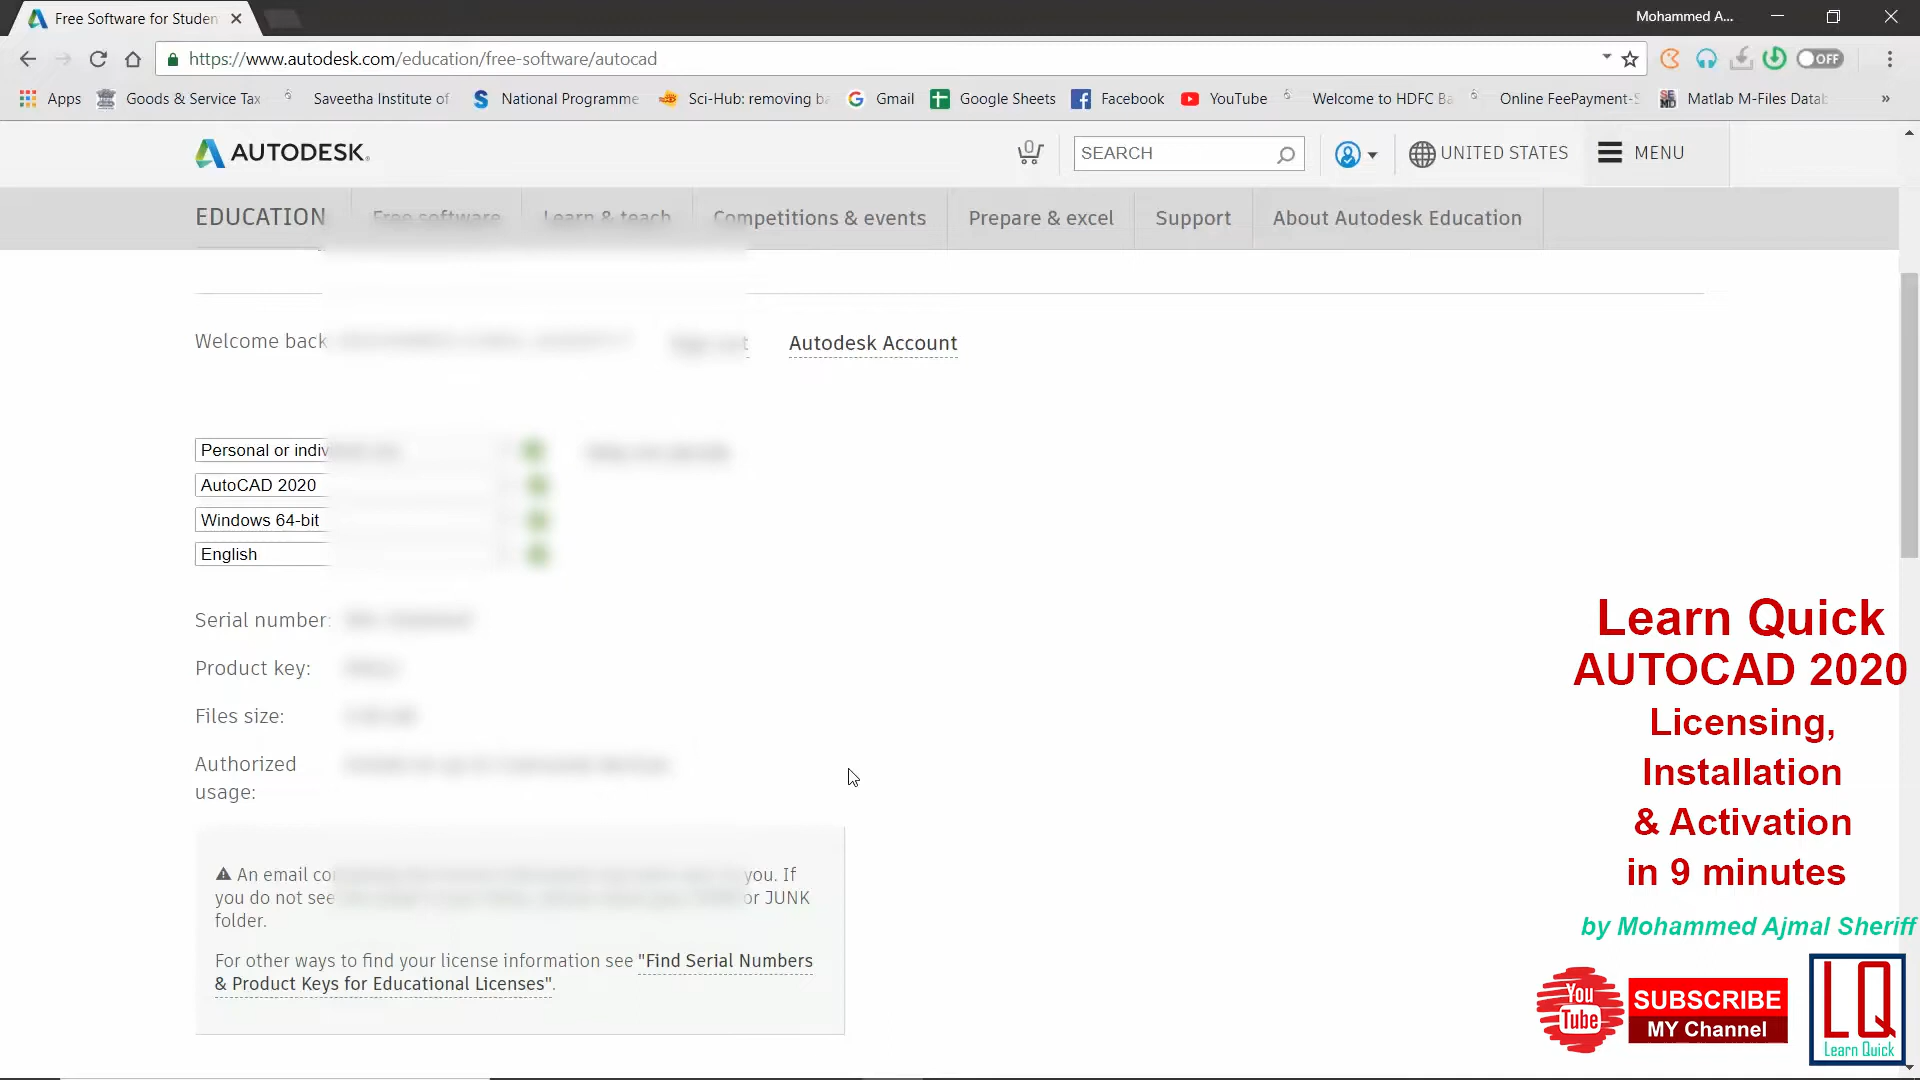 Free Software for Studen
Mohammed A...
https://www.autodesk.com/education/free-software/autocad
OFF
Apps
Goods & Service Tax
Saveetha Institute of
National Programme
Sci-Hub: removing ba
Gmail
Google Sheets
Facebook
YouTube
Welcome to HDFC Ba
Online FeePayment-S
Matlab M-Files Datab
»
AUTODESK.
0
SEARCH
UNITED STATES
MENU
EDUCATION
Free software
Learn & teach
Competitions & events
Prepare & excel
Support
About Autodesk Education
Welcome back
Autodesk Account
Personal or indiv
AutoCAD 2020
Windows 64-bit
English
Serial number:
Product key:
Files size:
Authorized
usage:
An email co you. If
you do not see or JUNK
folder.
For other ways to find your license information see "Find Serial Numbers
& Product Keys for Educational Licenses".
Learn Quick
AUTOCAD 2020
Licensing,
Installation
& Activation
in 9 minutes
by Mohammed Ajmal Sheriff
You
Tube
SUBSCRIBE
MY Channel
LQ
Learn Quick